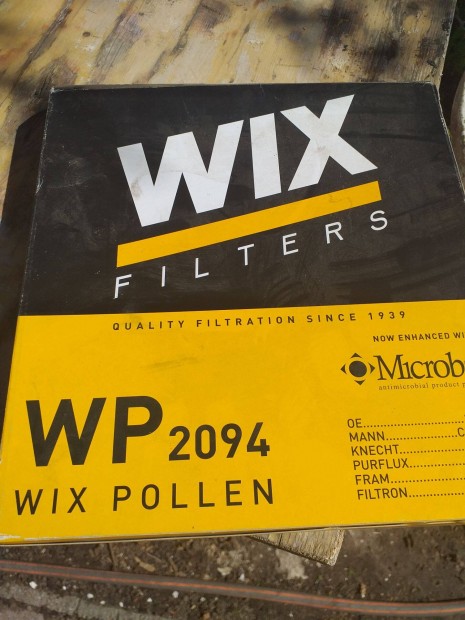 WIX
FILTERS
QUALITY FILTRATION SINCE 1939
NOW ENHANCED WI
Microb
antimicrobial product p
WP 2094
WIX POLLEN
OE....................
MANN....................C
KNECHT....................
PURFLUX....................
FRAM....................
FILTRON....................